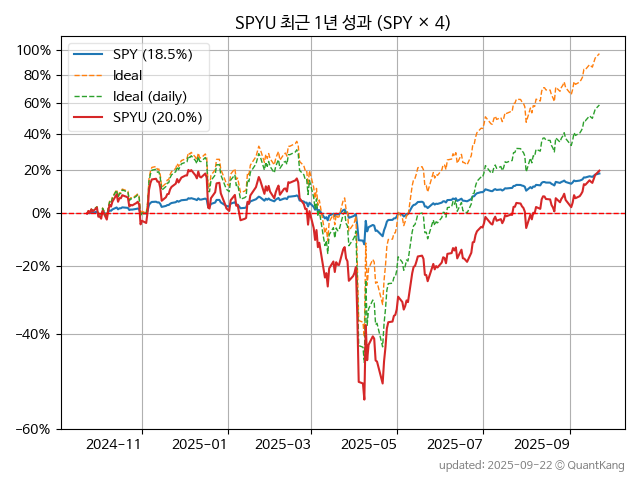 SPYU 최근 1년 성과 (SPY × 4)
SPY (18.5%)
Ideal
Ideal (daily)
SPYU (20.0%)
100%
80%
60%
40%
20%
0%
−20%
−40%
−60%
2024-11
2025-01
2025-03
2025-05
2025-07
2025-09
updated: 2025-09-22 © QuantKang